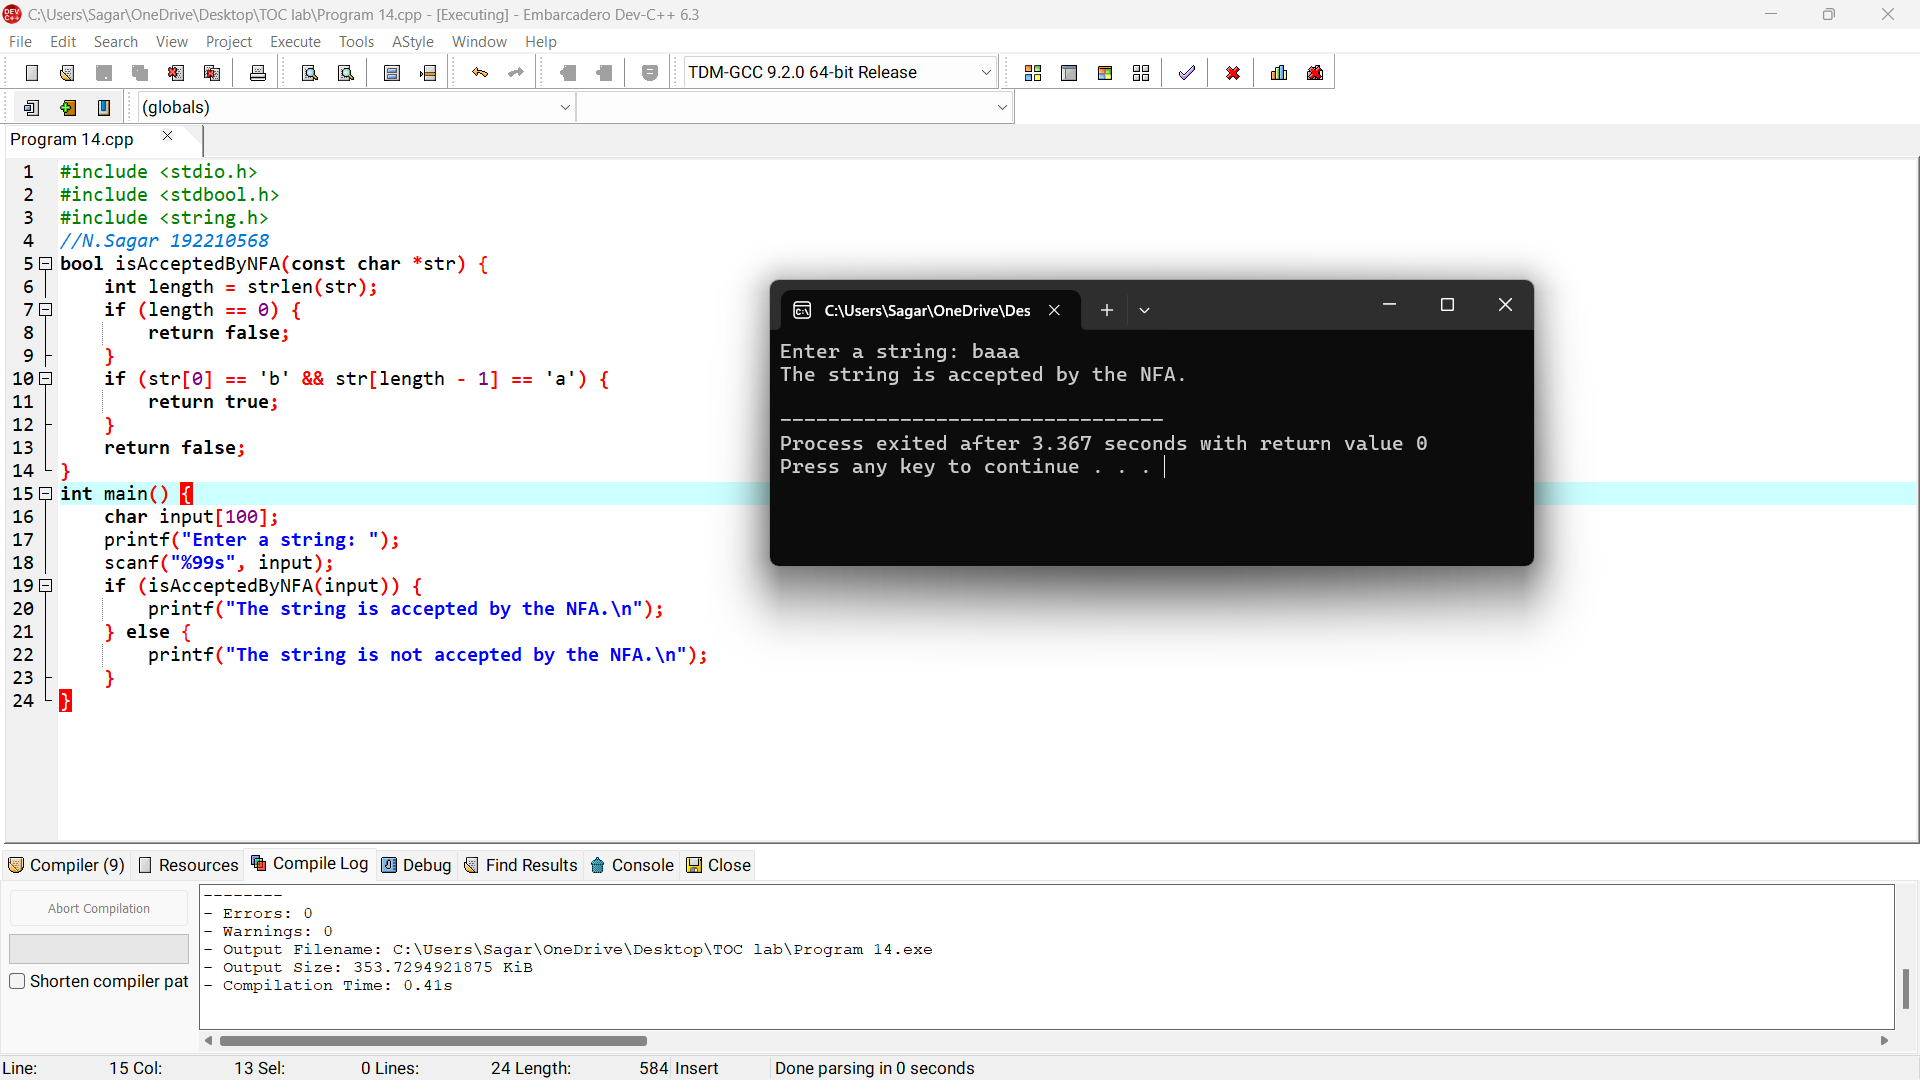 C:\Users\Sagar\OneDrive\Desktop\TOC lab\Program 14.cpp - [Executing] - Embarcadero Dev-C++ 6.3
File Edit Search View Project Execute Tools AStyle Window Help
TDM-GCC 9.2.0 64-bit Release
(globals)
Program 14.cpp
1 #include <stdio.h>
2 #include <stdbool.h>
3 #include <string.h>
4 //N.Sagar 192210568
5 bool isAcceptedByNFA(const char *str) {
6 int length = strlen(str);
7 if (length == 0) {
8 return false;
9 }
10 if (str[0] == 'b' && str[length - 1] == 'a') {
11 return true;
12 }
13 return false;
14 }
15 int main() {
16 char input[100];
17 printf("Enter a string: ");
18 scanf("%99s", input);
19 if (isAcceptedByNFA(input)) {
20 printf("The string is accepted by the NFA.\n");
21 } else {
22 printf("The string is not accepted by the NFA.\n");
23 }
24 }
C:\Users\Sagar\OneDrive\Des
Enter a string: baaa
The string is accepted by the NFA.
--------------------------------
Process exited after 3.367 seconds with return value 0
Press any key to continue . . .
Compiler (9) Resources Compile Log Debug Find Results Console Close
Abort Compilation
Shorten compiler pat
--------
- Errors: 0
- Warnings: 0
- Output Filename: C:\Users\Sagar\OneDrive\Desktop\TOC lab\Program 14.exe
- Output Size: 353.7294921875 KiB
- Compilation Time: 0.41s
Line: 15 Col: 13 Sel: 0 Lines: 24 Length: 584 Insert Done parsing in 0 seconds